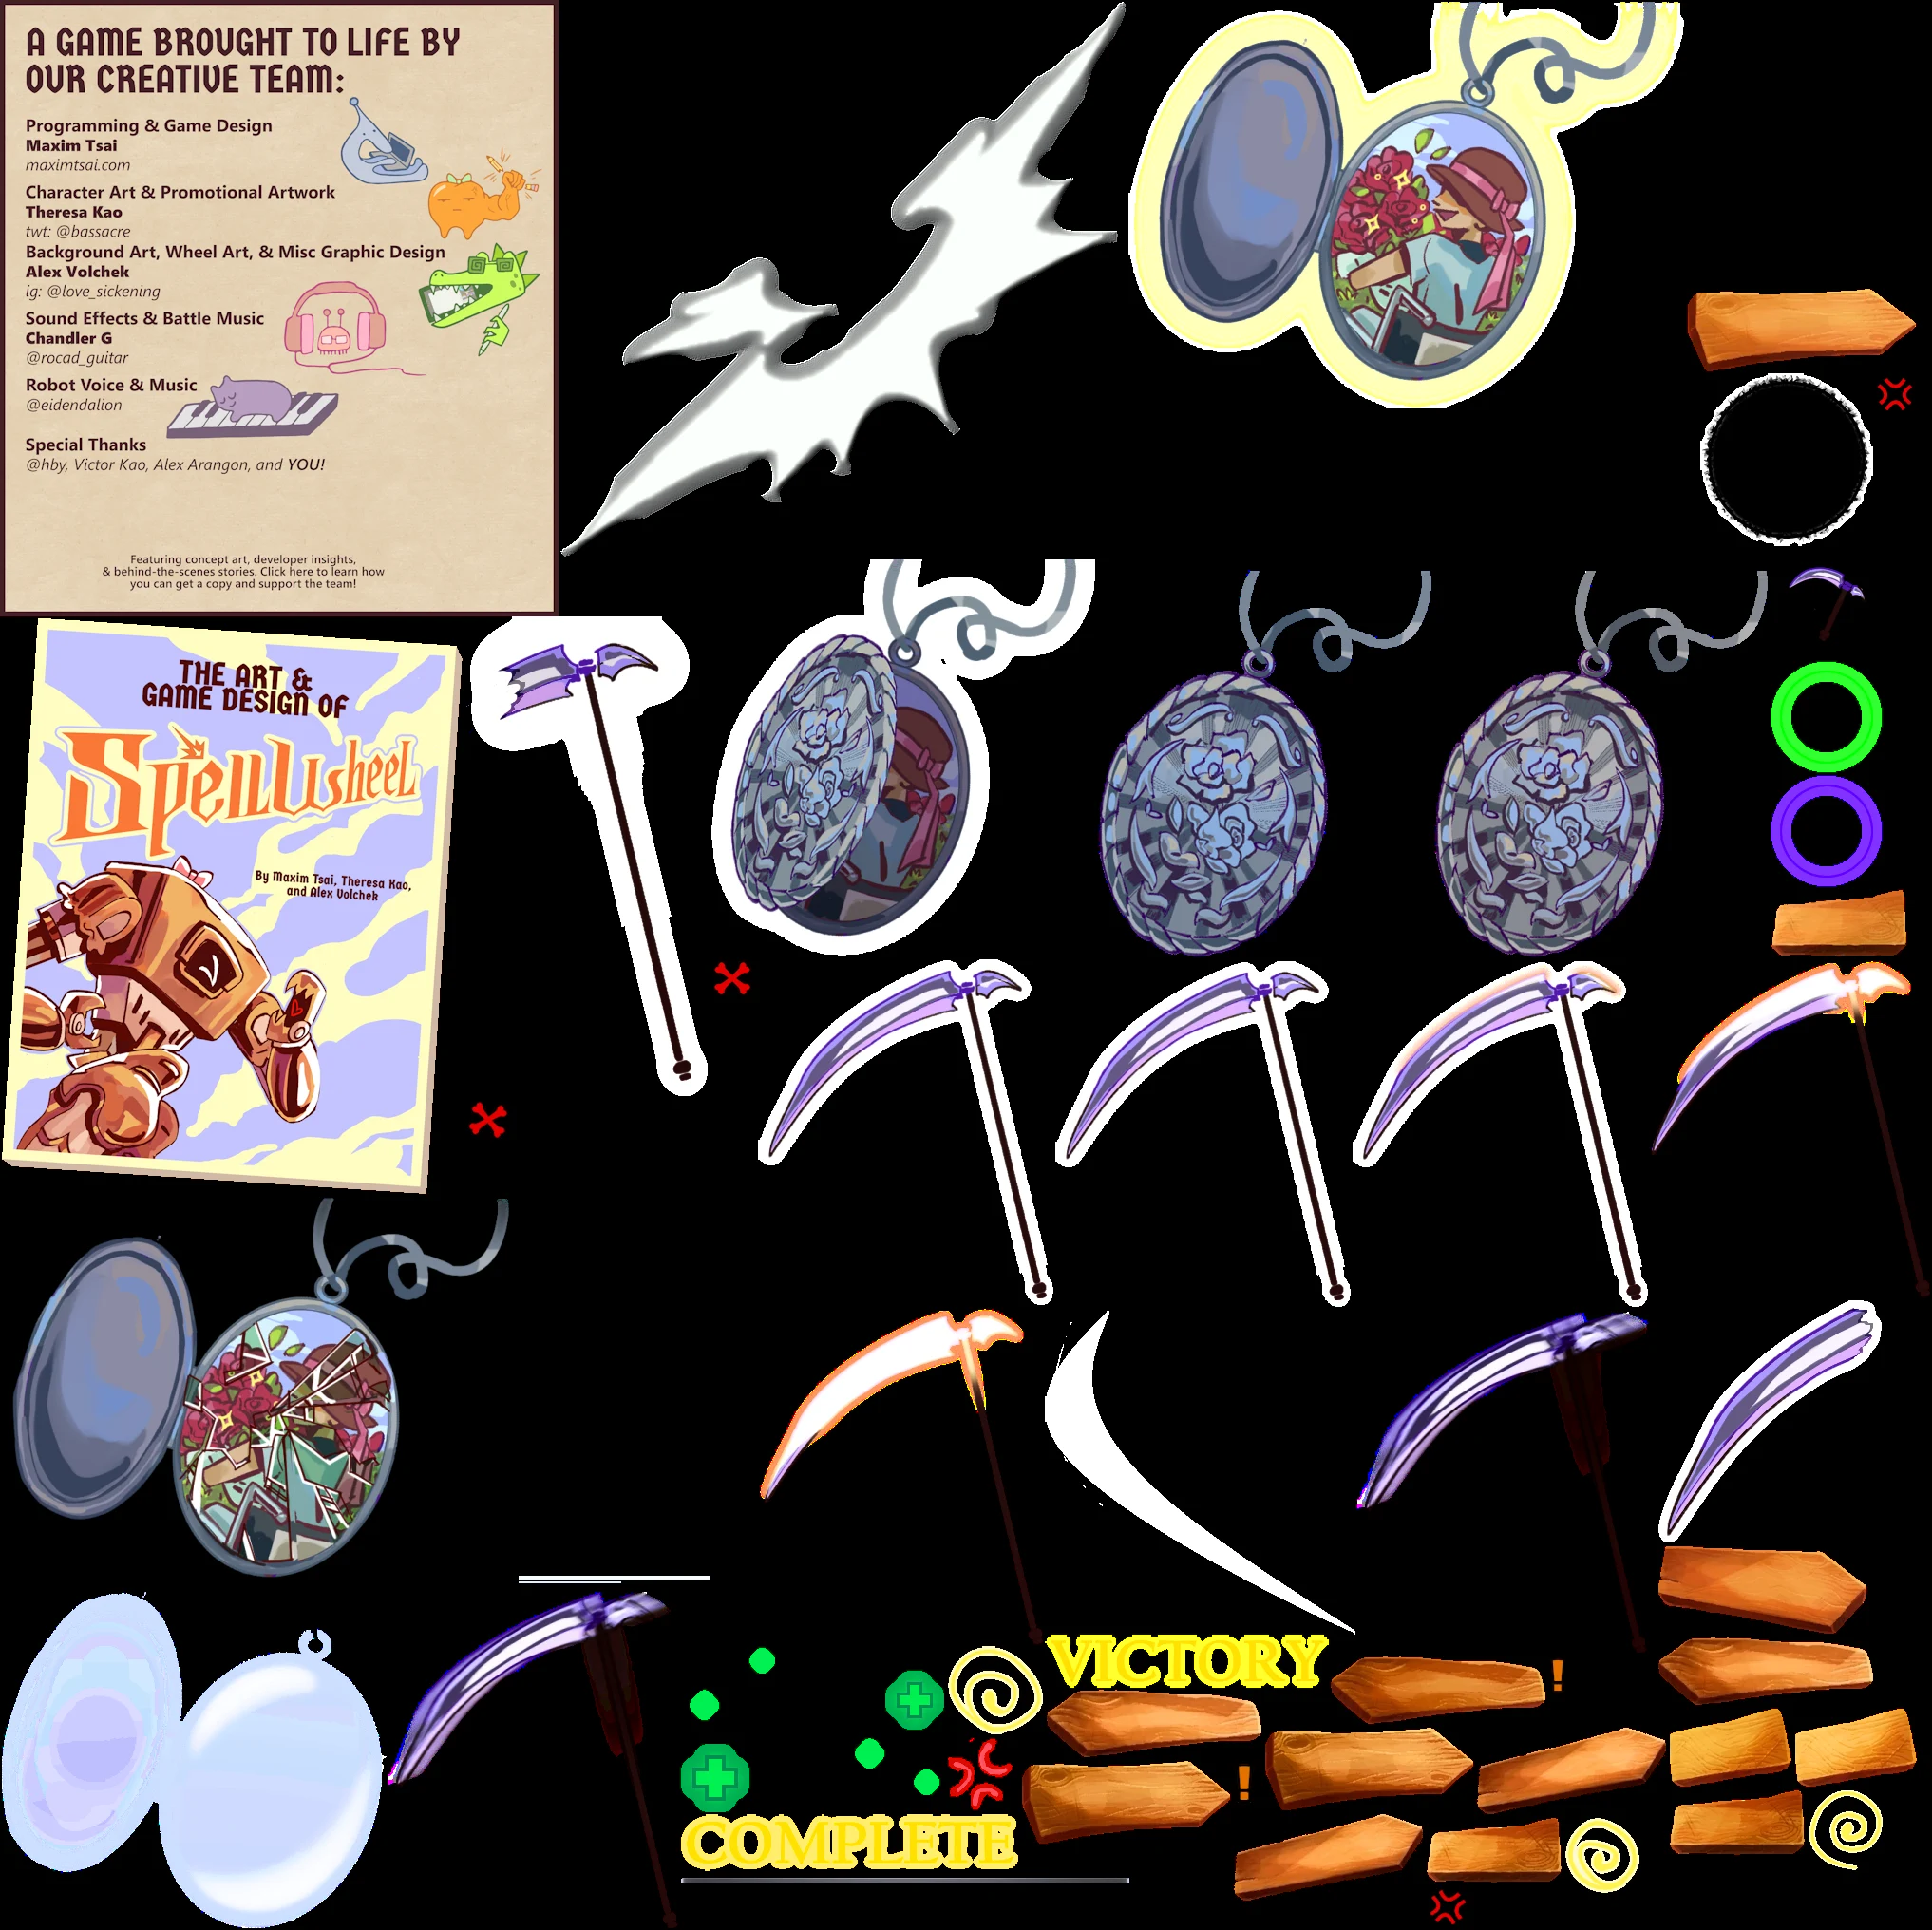 A GAME BROUGHT TO LIFE BY
OUR CREATIVE TEAM:
Programming & Game Design
Maxim Tsai
maximtsai.com
Character Art & Promotional Artwork
Theresa Kao
twt: @bassacre
Background Art, Wheel Art, & Misc Graphic Design
Alex Volchek
ig: @love_sickening
Sound Effects & Battle Music
Chandler G
@rocad_guitar
Robot Voice & Music
@eidendalion
Special Thanks
@hby, Victor Kao, Alex Arangon, and YOU!
Featuring concept art, developer insights,
& behind-the-scenes stories. Click here to learn how
you can get a copy and support the team!
THE ART &
GAME DESIGN OF
Spellwheel
By Maxim Tsai, Theresa Kao,
and Alex Volchek
VICTORY
!
!
COMPLETE